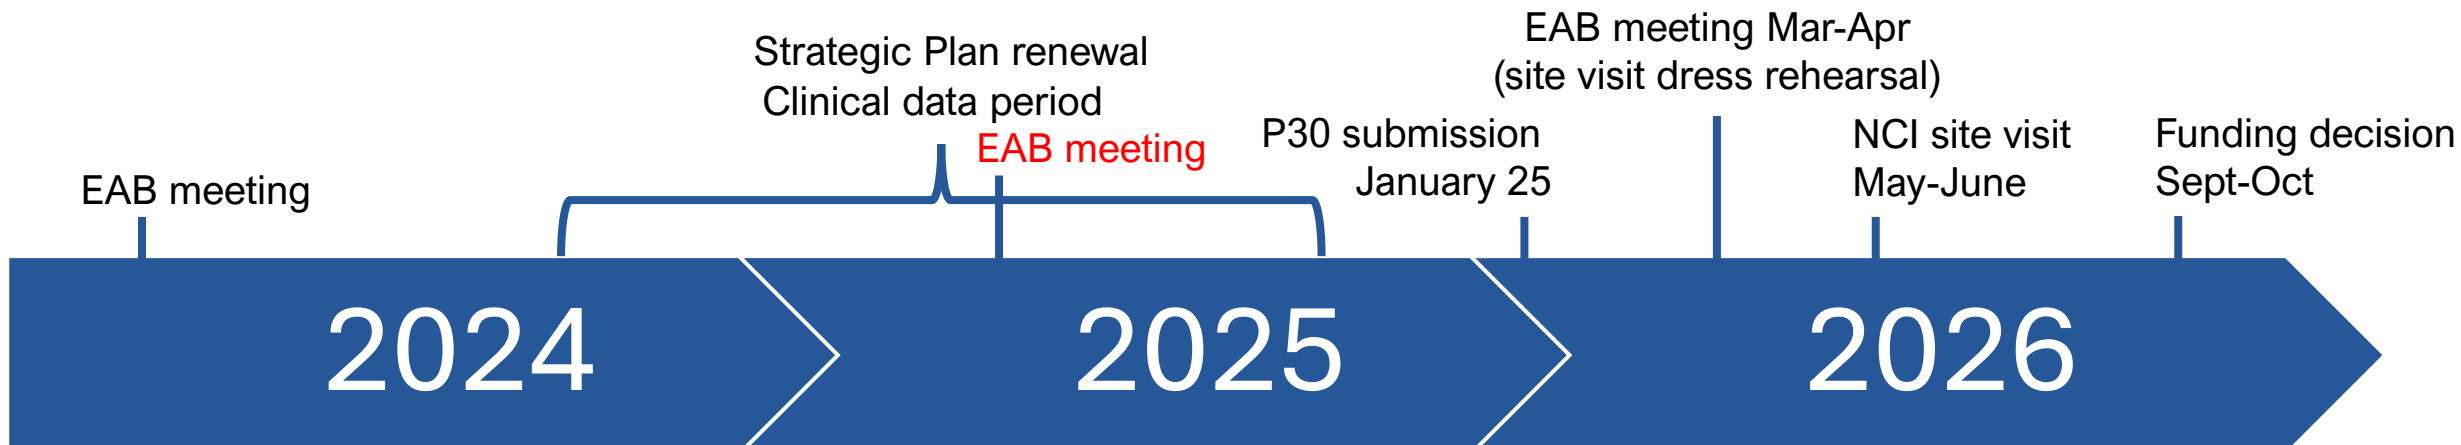 EAB meeting
Strategic Plan renewal
Clinical data period
EAB meeting
P30 submission
January 25
EAB meeting Mar-Apr
(site visit dress rehearsal)
NCI site visit
May-June
Funding decision
Sept-Oct
2024
2025
2026